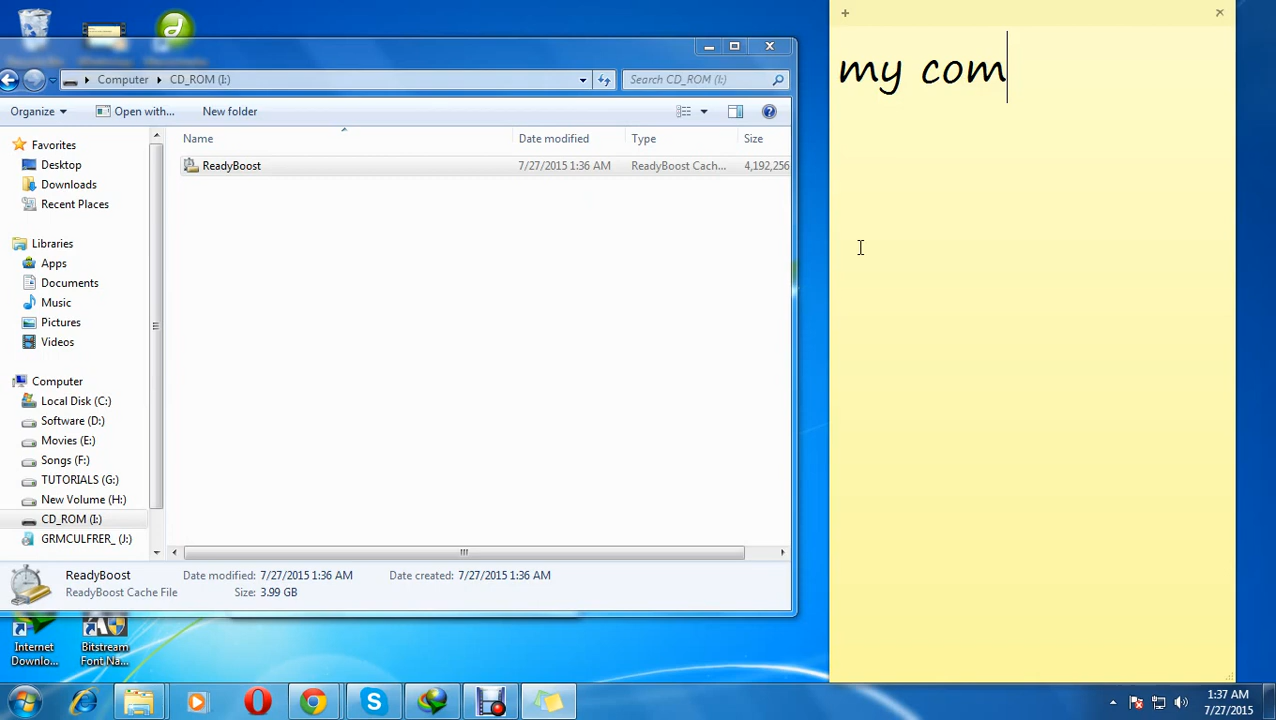 my com
Computer
CD_ROM (I:)
Search CD_ROM (I:)
Organize
Open with...
New folder
Name
Date modified
Type
Size
ReadyBoost
7/27/2015 1:36 AM
ReadyBoost Cach...
4,192,256
Favorites
Desktop
Downloads
Recent Places
Libraries
Apps
Documents
Music
Pictures
Videos
Computer
Local Disk (C:)
Software (D:)
Movies (E:)
Songs (F:)
TUTORIALS (G:)
New Volume (H:)
CD_ROM (I:)
GRMCULFRER_ (J:)
ReadyBoost
Date modified: 7/27/2015 1:36 AM
Date created: 7/27/2015 1:36 AM
ReadyBoost Cache File
Size: 3.99 GB
Internet
Downlo...
Bitstream
Font Na...
1:37 AM
7/27/2015